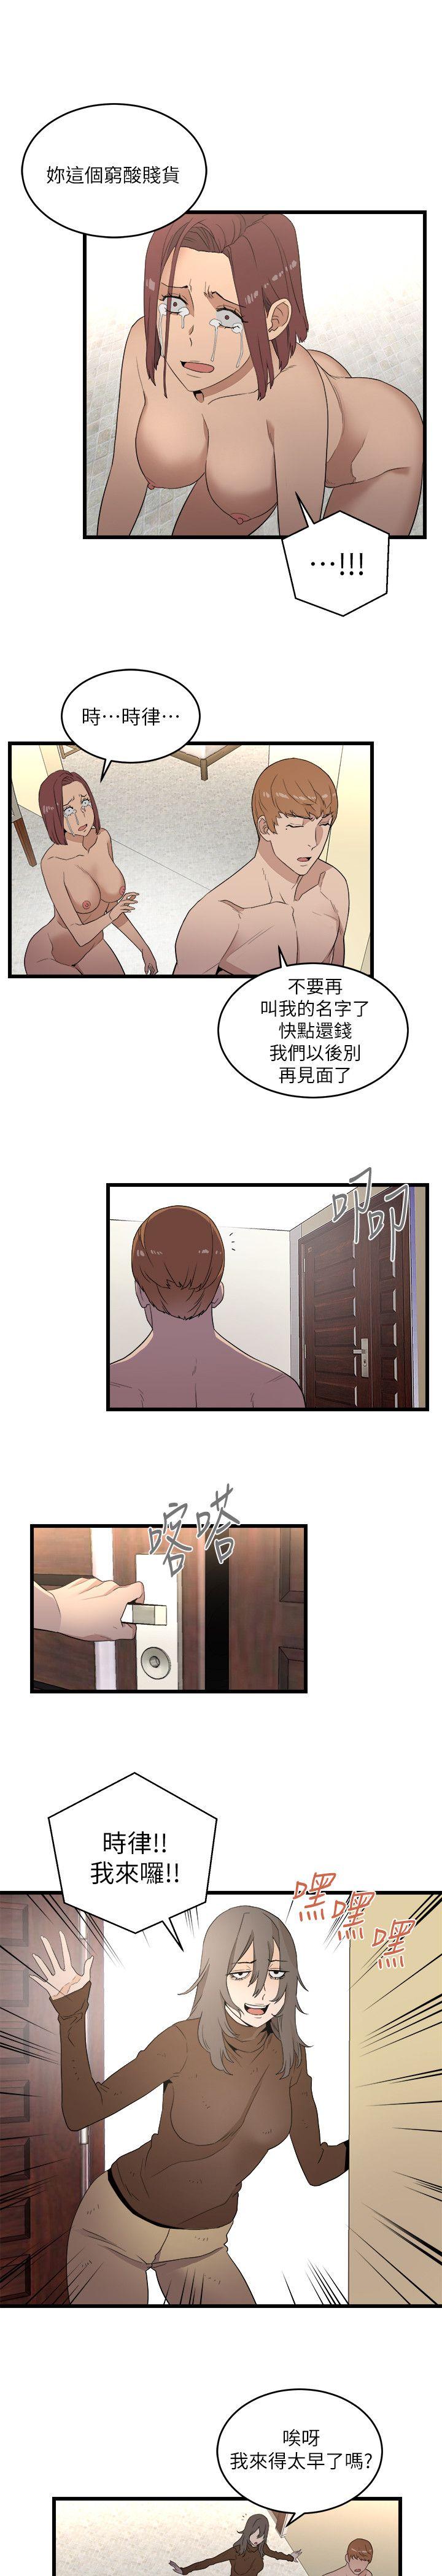 妳這個窮酸賤貨
…!!!
時…時律…
不要再
叫我的名字了
快點還錢
我們以後別
再見面了
叩叩
喀嗒
時律!!
我來囉!!
嘿嘿嘿
唉呀
我來得太早了嗎?